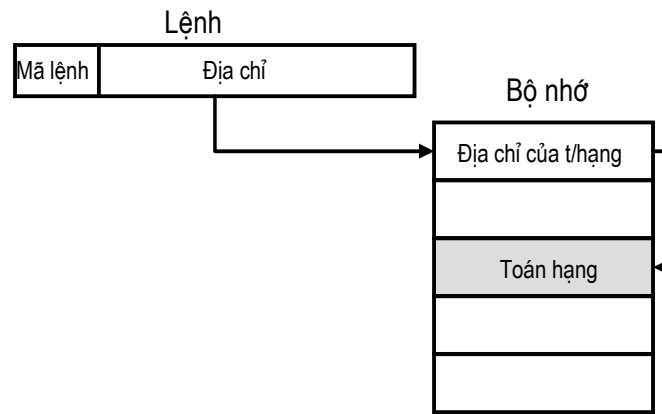 Lệnh
Mã lệnh Địa chỉ
Bộ nhớ
Địa chỉ của t/hạng
Toán hạng